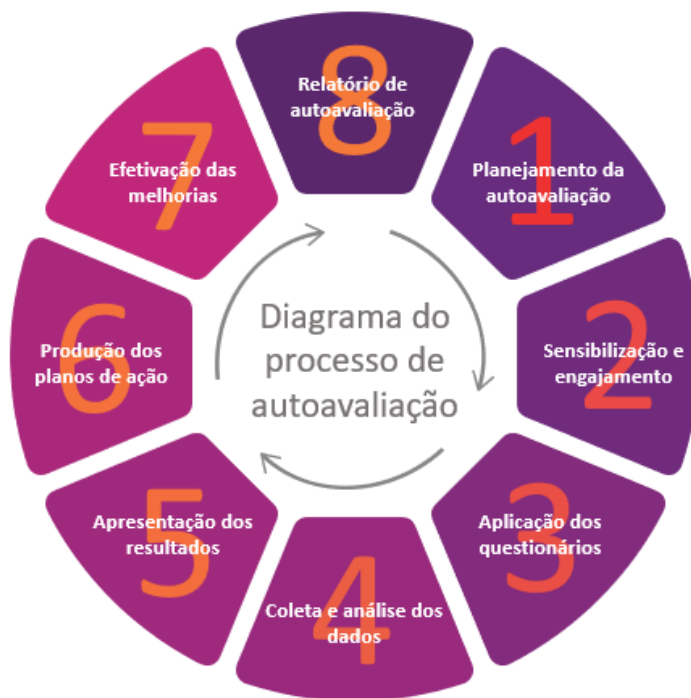 8
Relatório de
autoavaliação
1
Planejamento da
autoavaliação
2
Sensibilização e
engajamento
3
Aplicação dos
questionários
4
Coleta e análise dos
dados
5
Apresentação dos
resultados
6
Produção dos
planos de ação
7
Efetivação das
melhorias
Diagrama do
processo de
autoavaliação